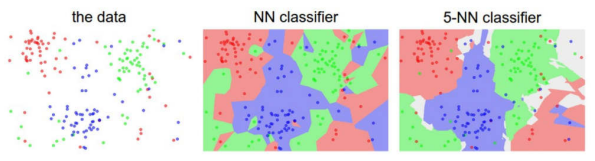 the data
NN classifier
5-NN classifier